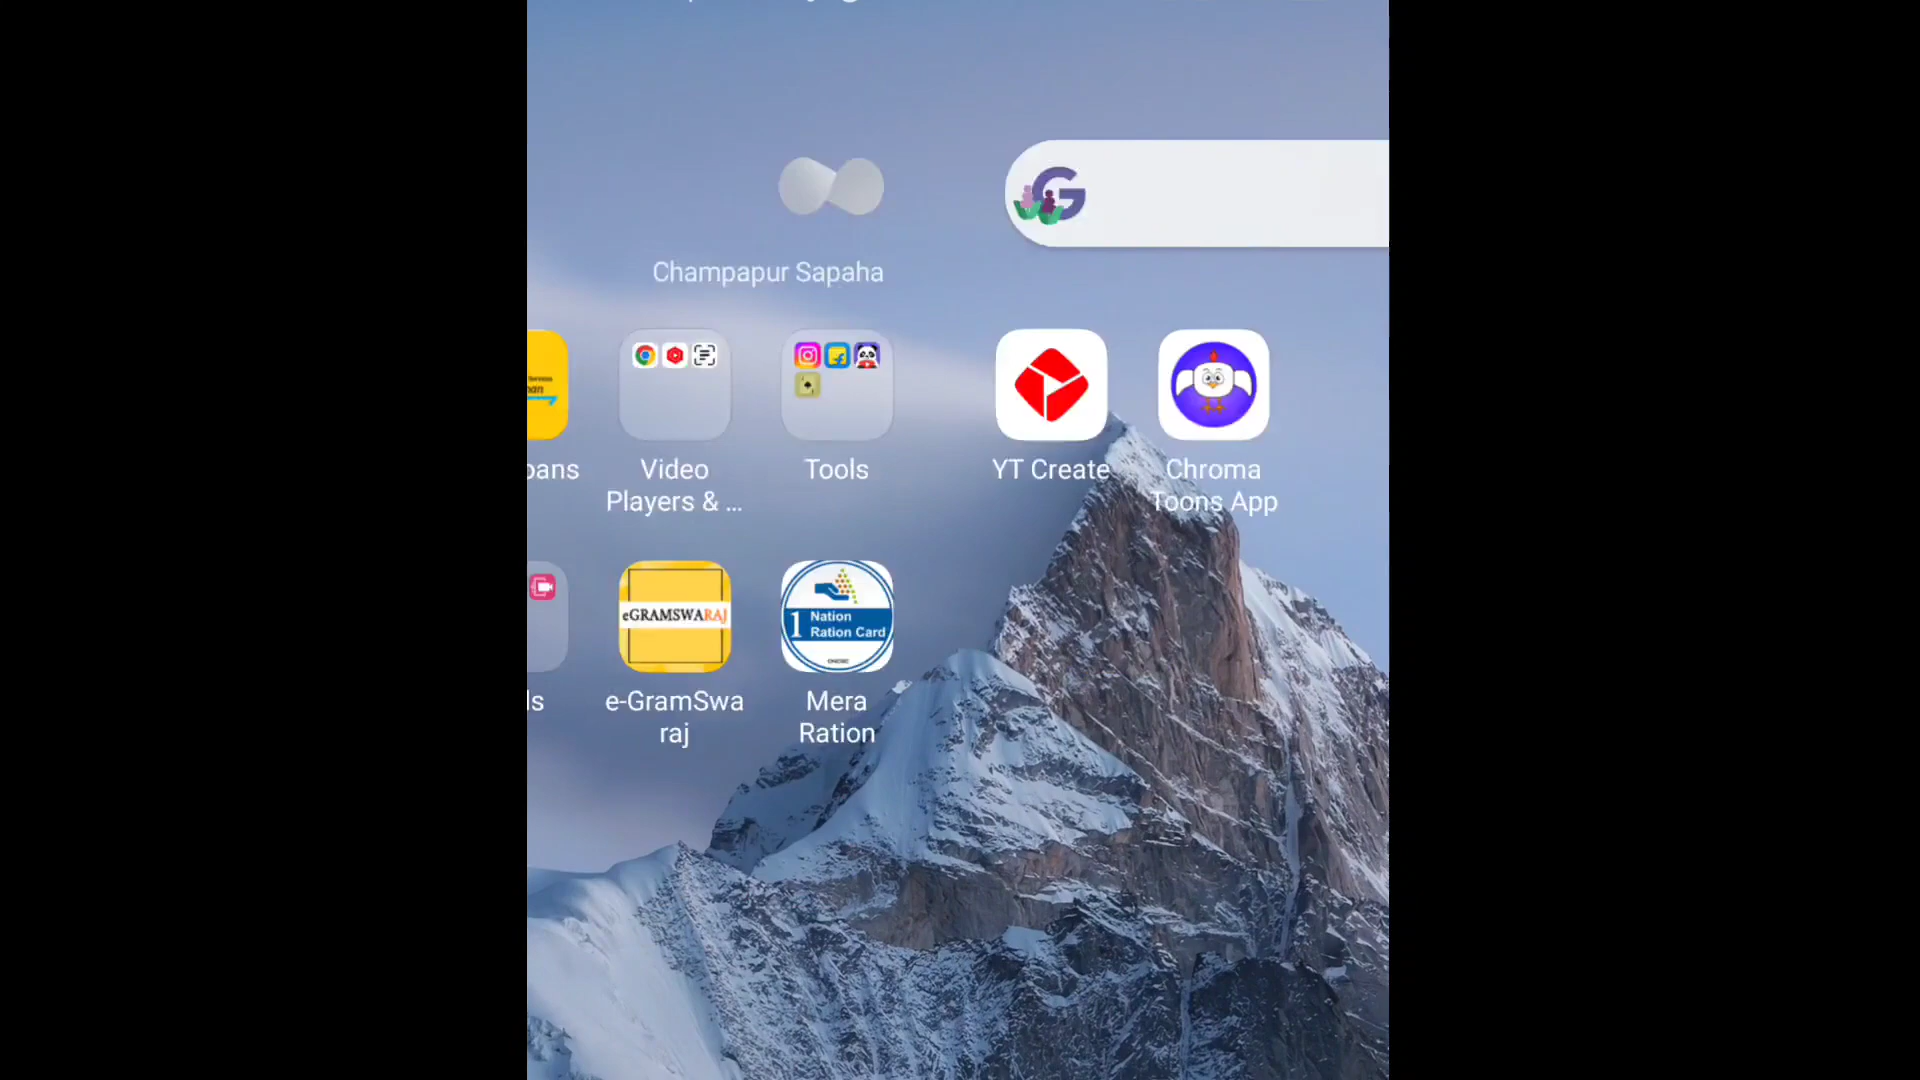 Champapur Sapaha
Video
Players & ...
Tools
YT Create
Chroma
Toons App
eGRAMSWARAJ
1 Nation
Ration Card
e-GramSwa
raj
Mera
Ration